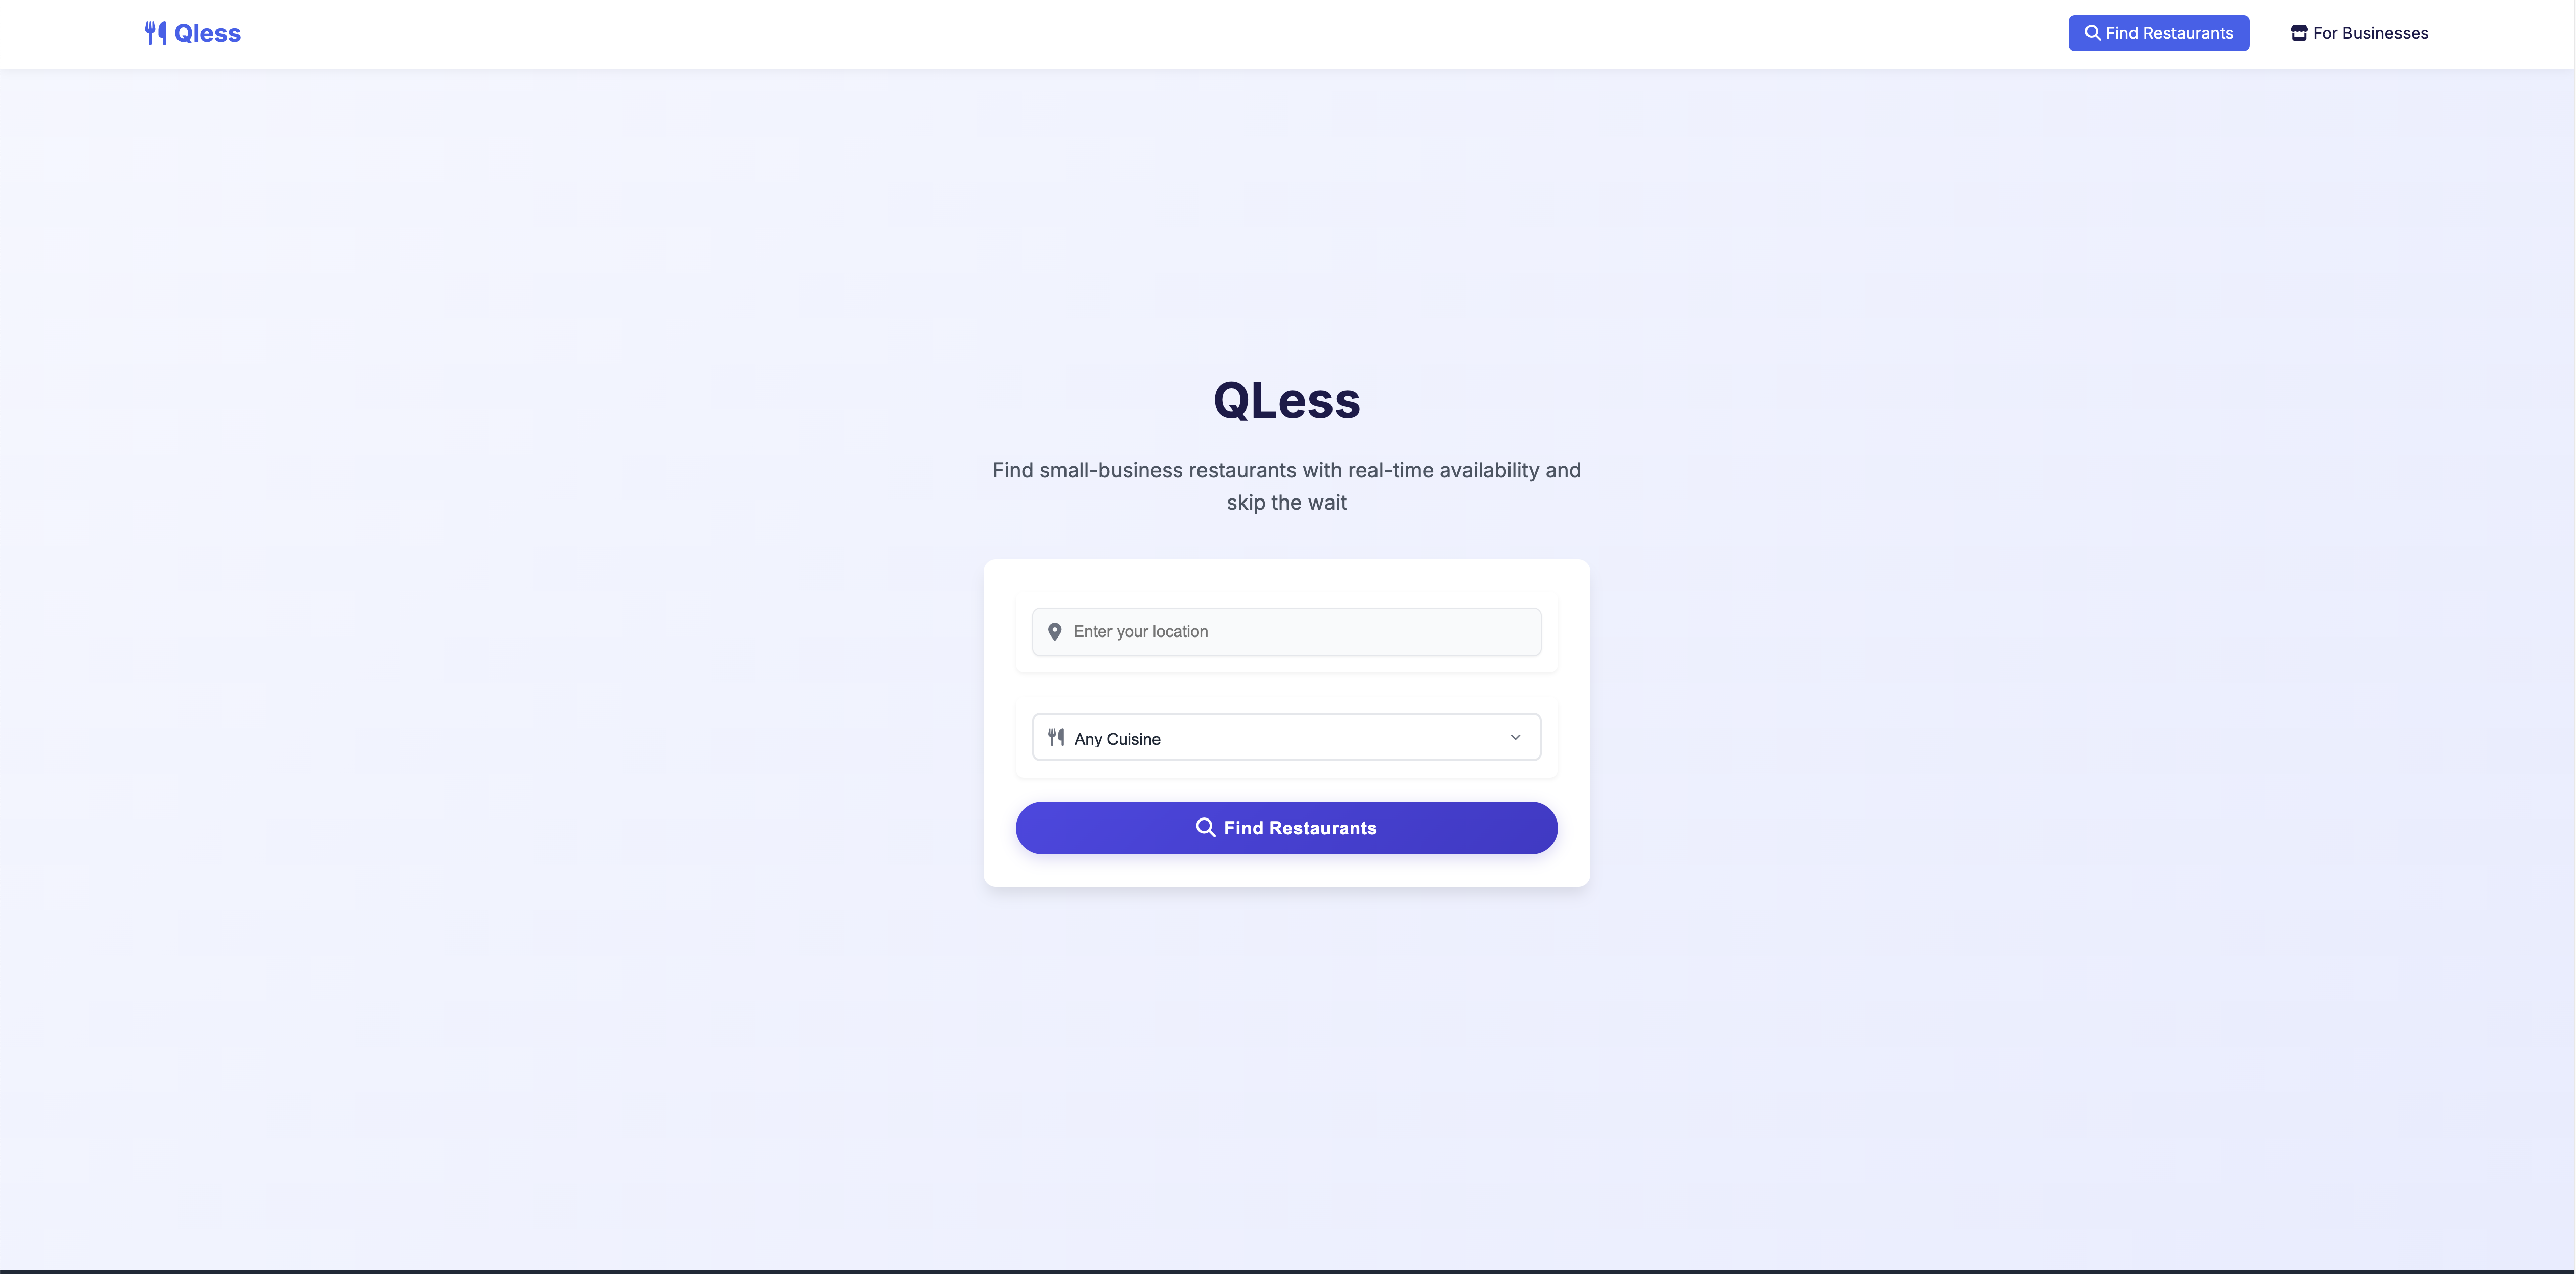 Qless
Find Restaurants
For Businesses
QLess
Find small-business restaurants with real-time availability and
skip the wait
Enter your location
Any Cuisine
Find Restaurants